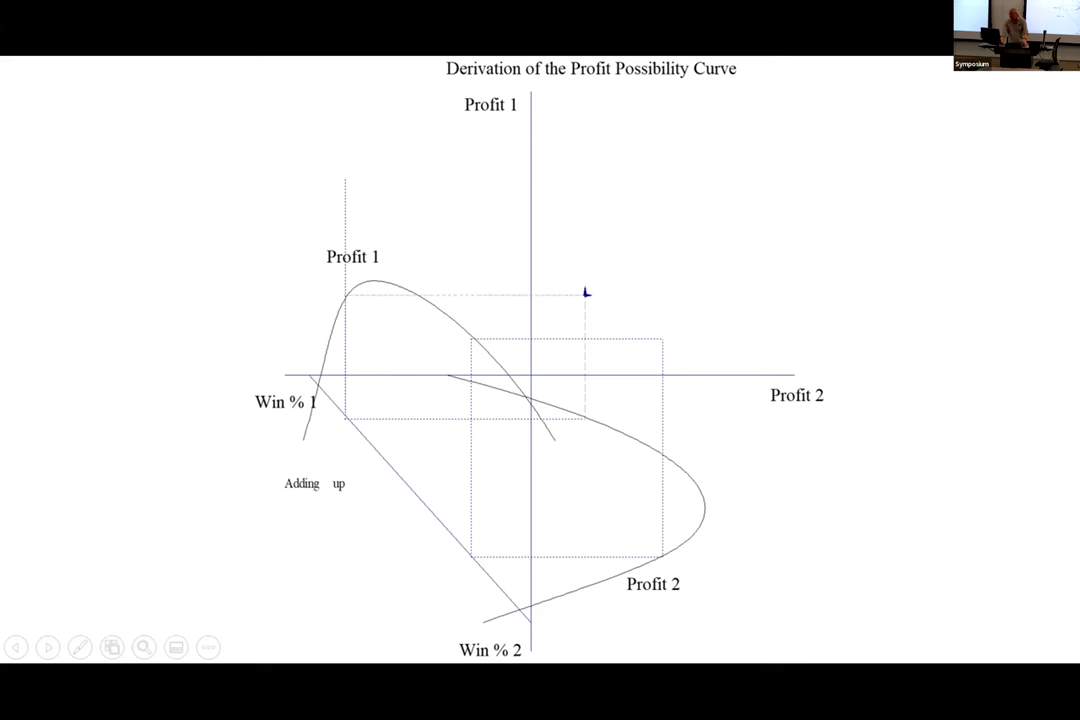 Symposium
Derivation of the Profit Possibility Curve
Profit 1
Profit 1
Profit 2
Win % 1
Adding up
Profit 2
Win % 2